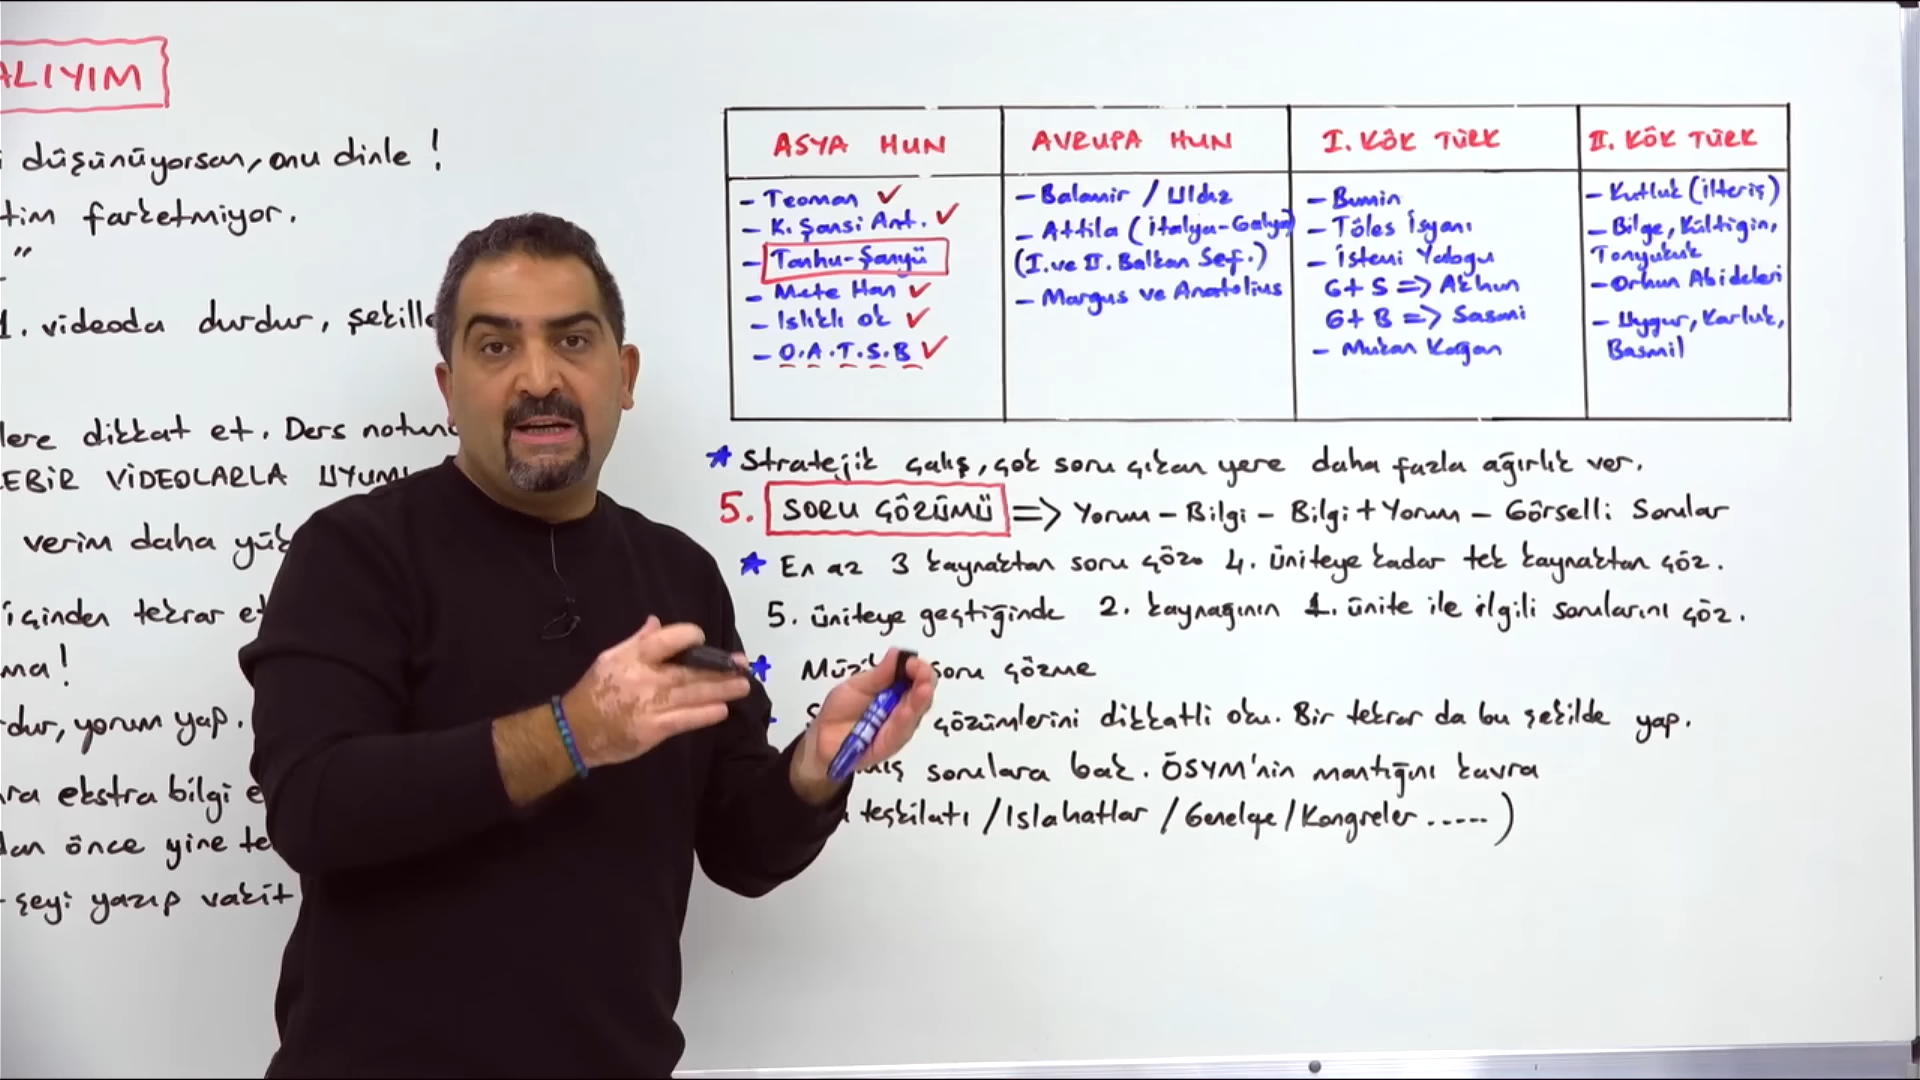 ALIYIM
düşünüyorsan, onu dinle !
tim farketmiyor.
"
1. videoda durdur, şekille
lere dikkat et. Ders notun
EBİR VİDEOLARLA UYUM
verim daha yük
içinden tekrar et
ma!
dur, yorum yap.
ra ekstra bilgi e
dan önce yine te
şeyi yazıp vakit
ASYA HUN
- Teoman ✓
- K. Şansi Ant. ✓
- Tanhu-Şanyü
- Mete Han ✓
- Islıklı ok ✓
- O.A.T.S.B ✓
AVRUPA HUN
- Balamir / Uldız
- Attila (İtalya-Galya)
(I. ve II. Balkan Sef.)
- Margus ve Anatolius
I. KÖK TÜRK
- Bumin
- Töles İsyanı
- İstemi Yabgu
G+S => Akhun
G+B => Sasani
- Mukan Kağan
II. KÖK TÜRK
- Kutluk (İlteriş)
- Bilge, Kültigin,
Tonyukuk
- Orhun Abideleri
- Uygur, Karluk,
Basmil
★ Stratejik çalış, çok soru çıkan yere daha fazla ağırlık ver.
5. SORU ÇÖZÜMÜ => Yorum - Bilgi - Bilgi + Yorum - Görselli Sorular
★ En az 3 kaynaktan soru çöz. 4. üniteye kadar tek kaynaktan çöz.
5. üniteye geçtiğinde 2. kaynağının 1. ünite ile ilgili sorularını çöz.
★ soru çözme
çözümlerini dikkatli oku. Bir tekrar da bu şekilde yap.
mış sorulara bak. ÖSYM'nin mantığını kavra
teşkilatı / Islahatlar / Genelge / Kongreler ..... )